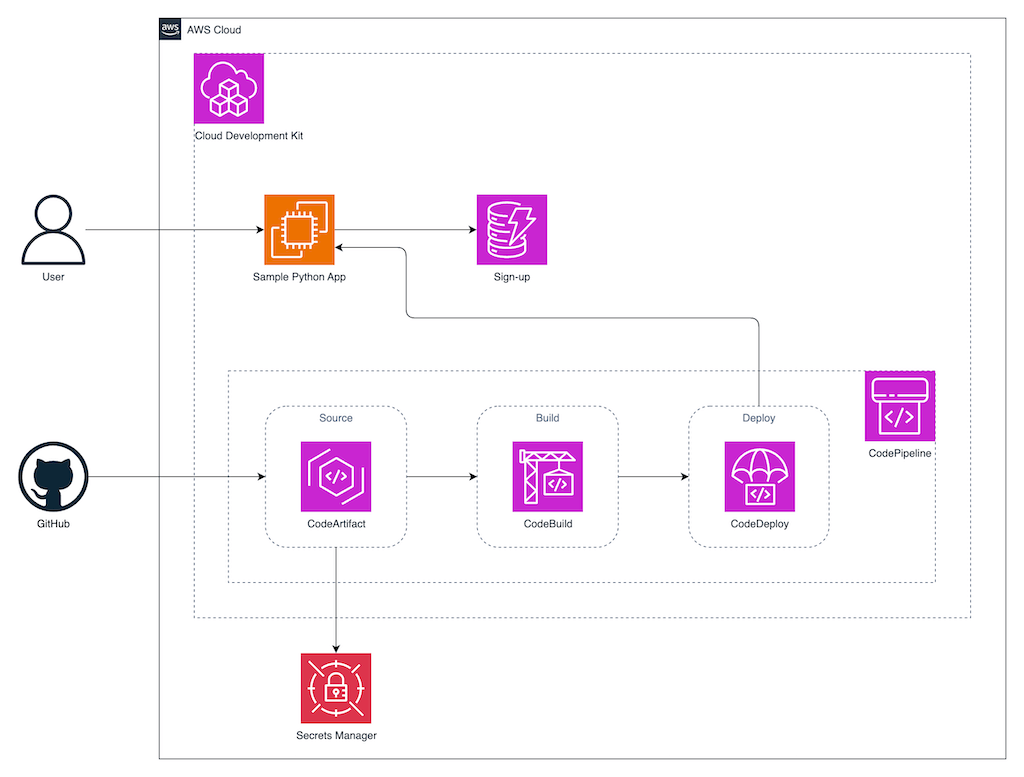 aws
AWS Cloud
Cloud Development Kit
User
Sample Python App
Sign-up
Source
Build
Deploy
CodePipeline
GitHub
CodeArtifact
CodeBuild
CodeDeploy
Secrets Manager